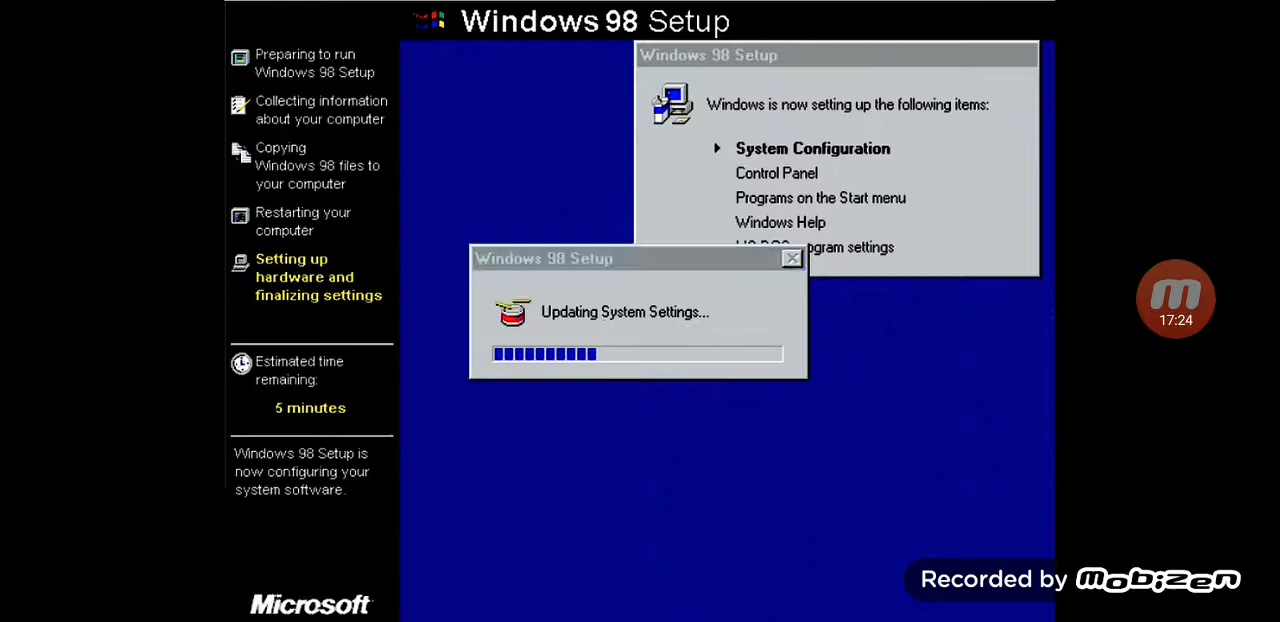 Windows 98 Setup
Preparing to run
Windows 98 Setup
Collecting information
about your computer
Copying
Windows 98 files to
your computer
Restarting your
computer
Setting up
hardware and
finalizing settings
Estimated time
remaining:
5 minutes
Windows 98 Setup is
now configuring your
system software.
Microsoft
Windows 98 Setup
Windows is now setting up the following items:
System Configuration
Control Panel
Programs on the Start menu
Windows Help
settings
Windows 98 Setup
Updating System Settings...
17:24
Recorded by mobizen